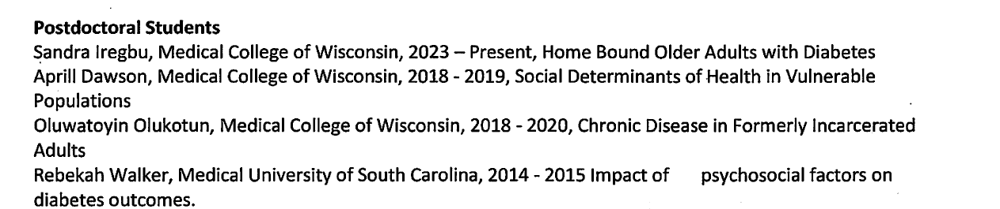 Postdoctoral Students
Sandra Iregbu, Medical College of Wisconsin, 2023 – Present, Home Bound Older Adults with Diabetes
Aprill Dawson, Medical College of Wisconsin, 2018 - 2019, Social Determinants of Health in Vulnerable
Populations
Oluwatoyin Olukotun, Medical College of Wisconsin, 2018 - 2020, Chronic Disease in Formerly Incarcerated
Adults
Rebekah Walker, Medical University of South Carolina, 2014 - 2015 Impact of psychosocial factors on
diabetes outcomes.